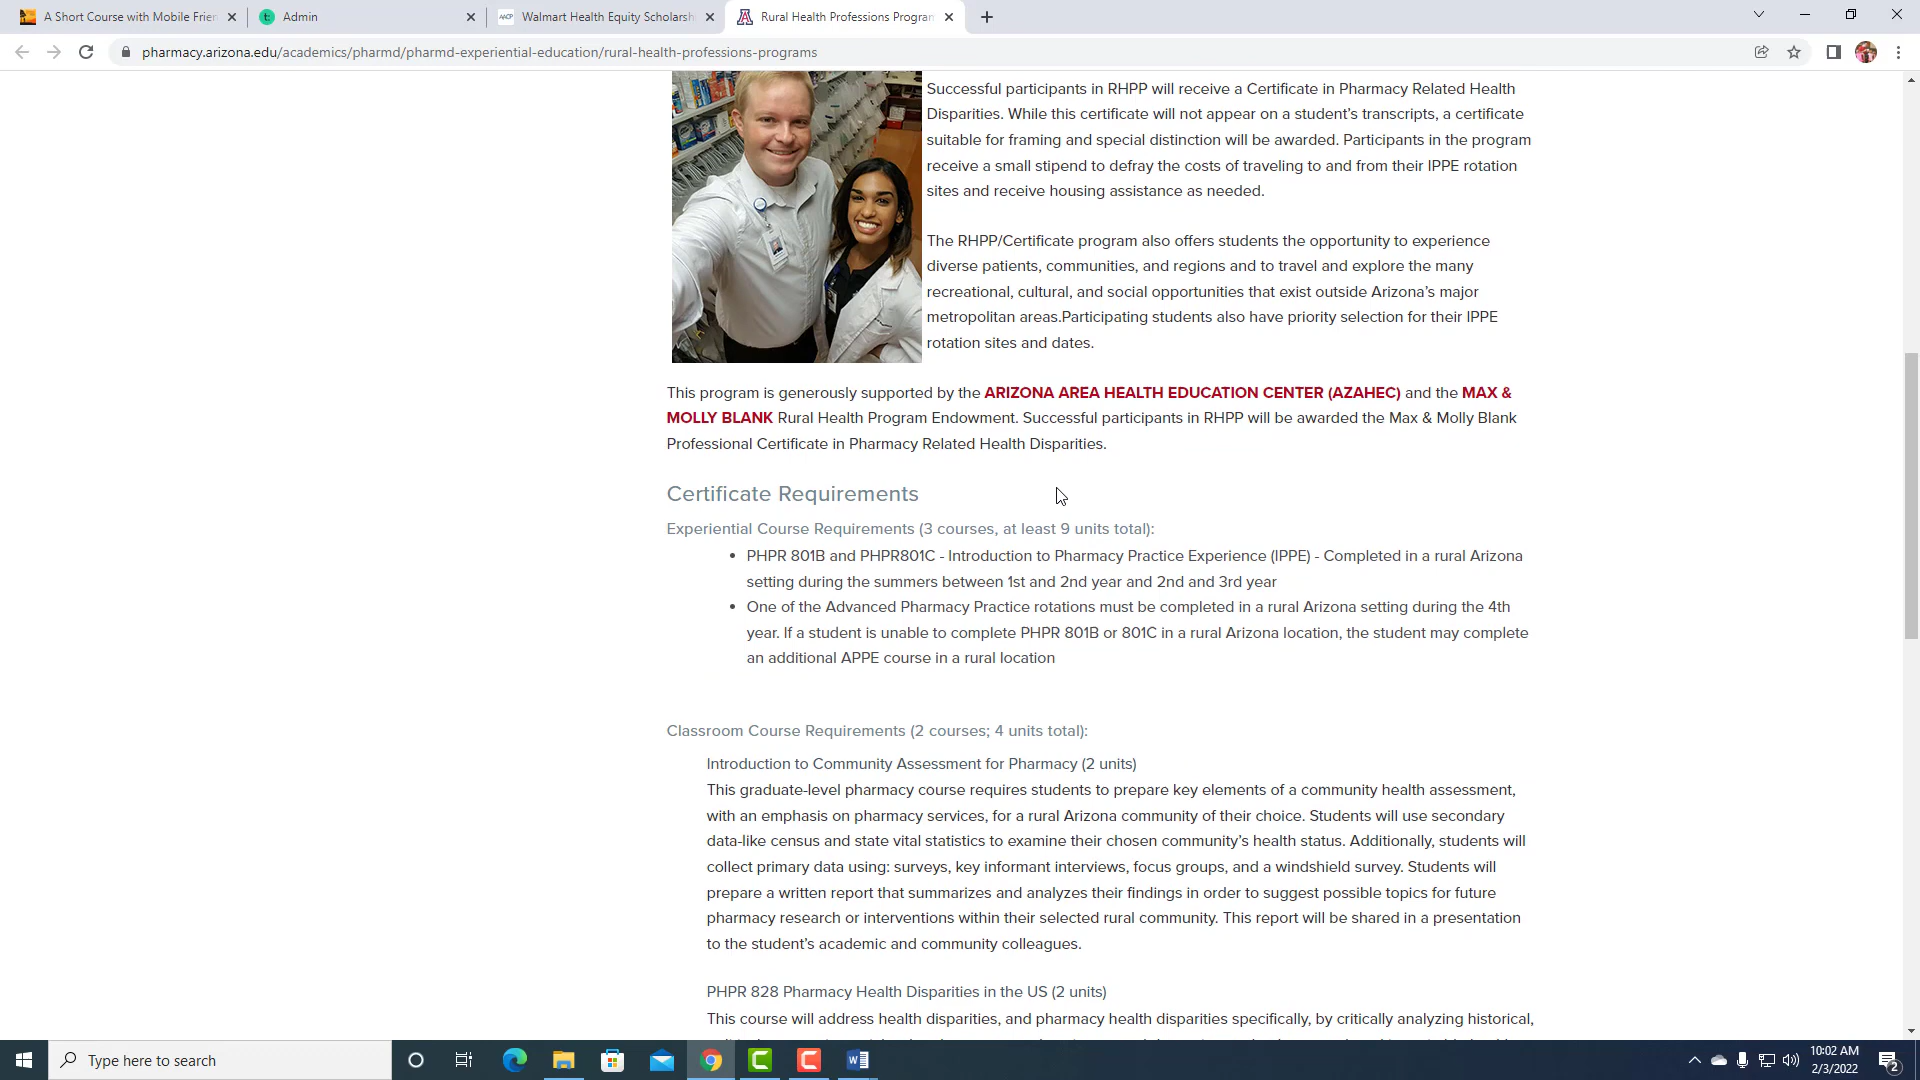 A Short Course with Mobile Frien
Admin
Walmart Health Equity Scholarsh
Rural Health Professions Program
pharmacy.arizona.edu/academics/pharmd/pharmd-experiential-education/rural-health-professions-programs
Successful participants in RHPP will receive a Certificate in Pharmacy Related Health
Disparities. While this certificate will not appear on a student’s transcripts, a certificate
suitable for framing and special distinction will be awarded. Participants in the program
receive a small stipend to defray the costs of traveling to and from their IPPE rotation
sites and receive housing assistance as needed.
The RHPP/Certificate program also offers students the opportunity to experience
diverse patients, communities, and regions and to travel and explore the many
recreational, cultural, and social opportunities that exist outside Arizona’s major
metropolitan areas.Participating students also have priority selection for their IPPE
rotation sites and dates.
This program is generously supported by the ARIZONA AREA HEALTH EDUCATION CENTER (AZAHEC) and the MAX &
MOLLY BLANK Rural Health Program Endowment. Successful participants in RHPP will be awarded the Max & Molly Blank
Professional Certificate in Pharmacy Related Health Disparities.
Certificate Requirements
Experiential Course Requirements (3 courses, at least 9 units total):
• PHPR 801B and PHPR801C - Introduction to Pharmacy Practice Experience (IPPE) - Completed in a rural Arizona
setting during the summers between 1st and 2nd year and 2nd and 3rd year
• One of the Advanced Pharmacy Practice rotations must be completed in a rural Arizona setting during the 4th
year. If a student is unable to complete PHPR 801B or 801C in a rural Arizona location, the student may complete
an additional APPE course in a rural location
Classroom Course Requirements (2 courses; 4 units total):
Introduction to Community Assessment for Pharmacy (2 units)
This graduate-level pharmacy course requires students to prepare key elements of a community health assessment,
with an emphasis on pharmacy services, for a rural Arizona community of their choice. Students will use secondary
data-like census and state vital statistics to examine their chosen community’s health status. Additionally, students will
collect primary data using: surveys, key informant interviews, focus groups, and a windshield survey. Students will
prepare a written report that summarizes and analyzes their findings in order to suggest possible topics for future
pharmacy research or interventions within their selected rural community. This report will be shared in a presentation
to the student’s academic and community colleagues.
PHPR 828 Pharmacy Health Disparities in the US (2 units)
This course will address health disparities, and pharmacy health disparities specifically, by critically analyzing historical,
Type here to search
10:02 AM
2/3/2022
2